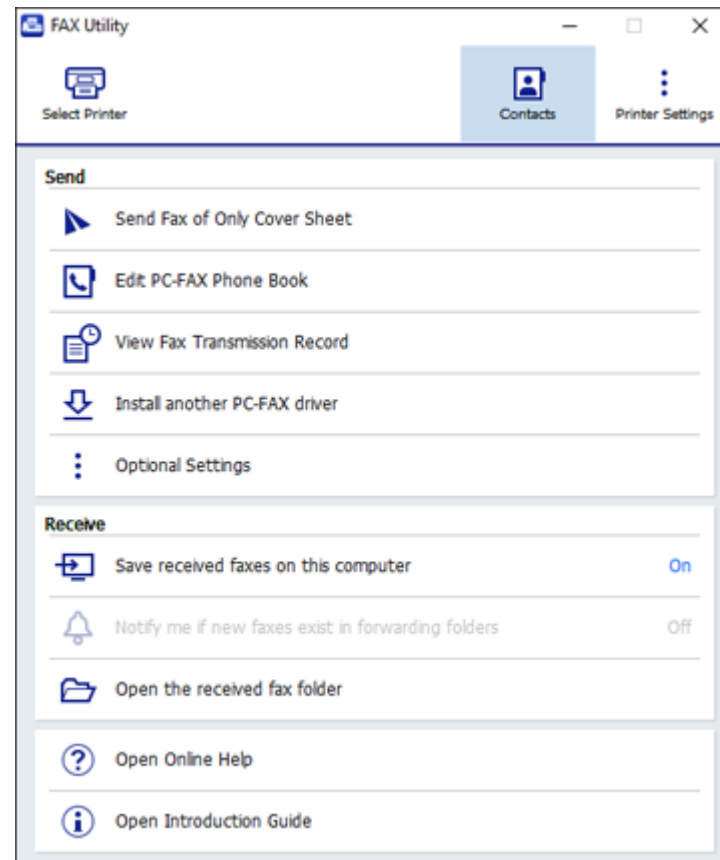 FAX Utility
Select Printer
Contacts
Printer Settings
Send
Send Fax of Only Cover Sheet
Edit PC-FAX Phone Book
View Fax Transmission Record
Install another PC-FAX driver
Optional Settings
Receive
Save received faxes on this computer On
Notify me if new faxes exist in forwarding folders Off
Open the received fax folder
Open Online Help
Open Introduction Guide